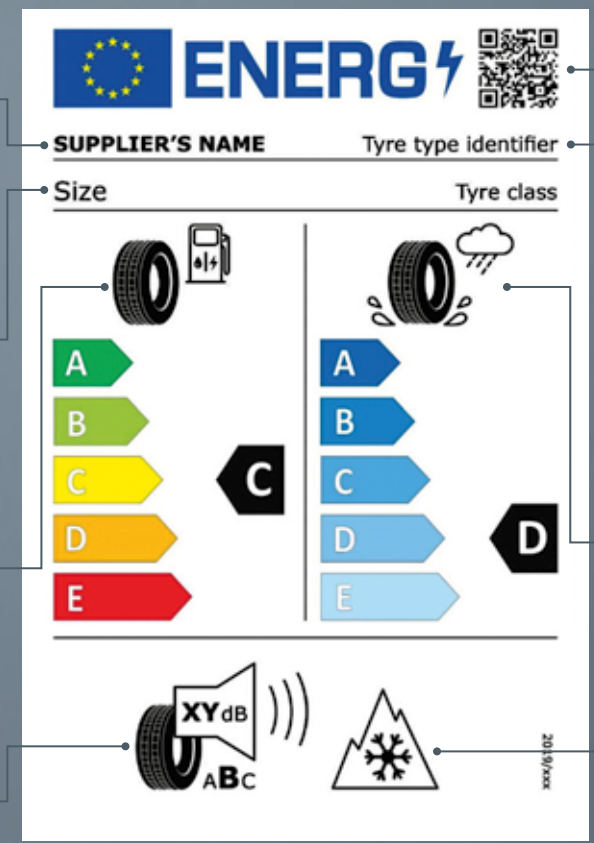 ENERG
SUPPLIER'S NAME Tyre type identifier
Size Tyre class
A A
B B
C C C
D D D
E E
XYdB
ABC
2019/xxx